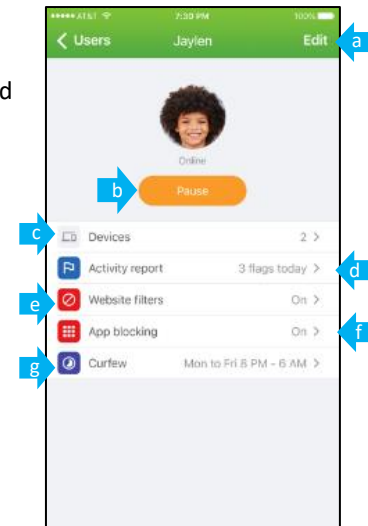 AT&T 7:30 PM 100%
Users Jaylen Edit a
d
Online
b Pause
c Devices 2
Activity report 3 flags today d
e Website filters On
App blocking On f
g Curfew Mon to Fri 8 PM - 6 AM